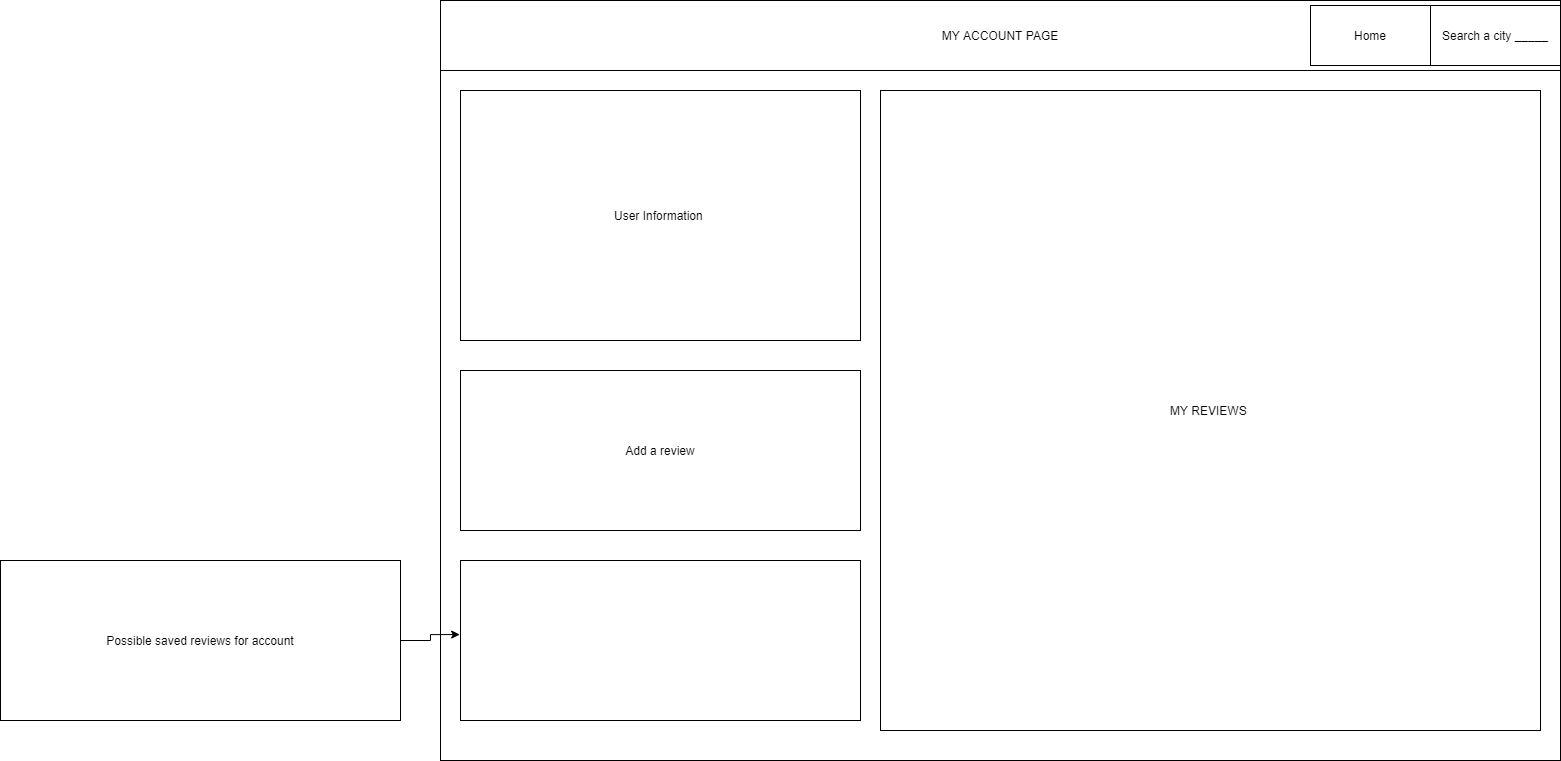 MY ACCOUNT PAGE
Home
Search a city _____
User Information
MY REVIEWS
Add a review
Possible saved reviews for account